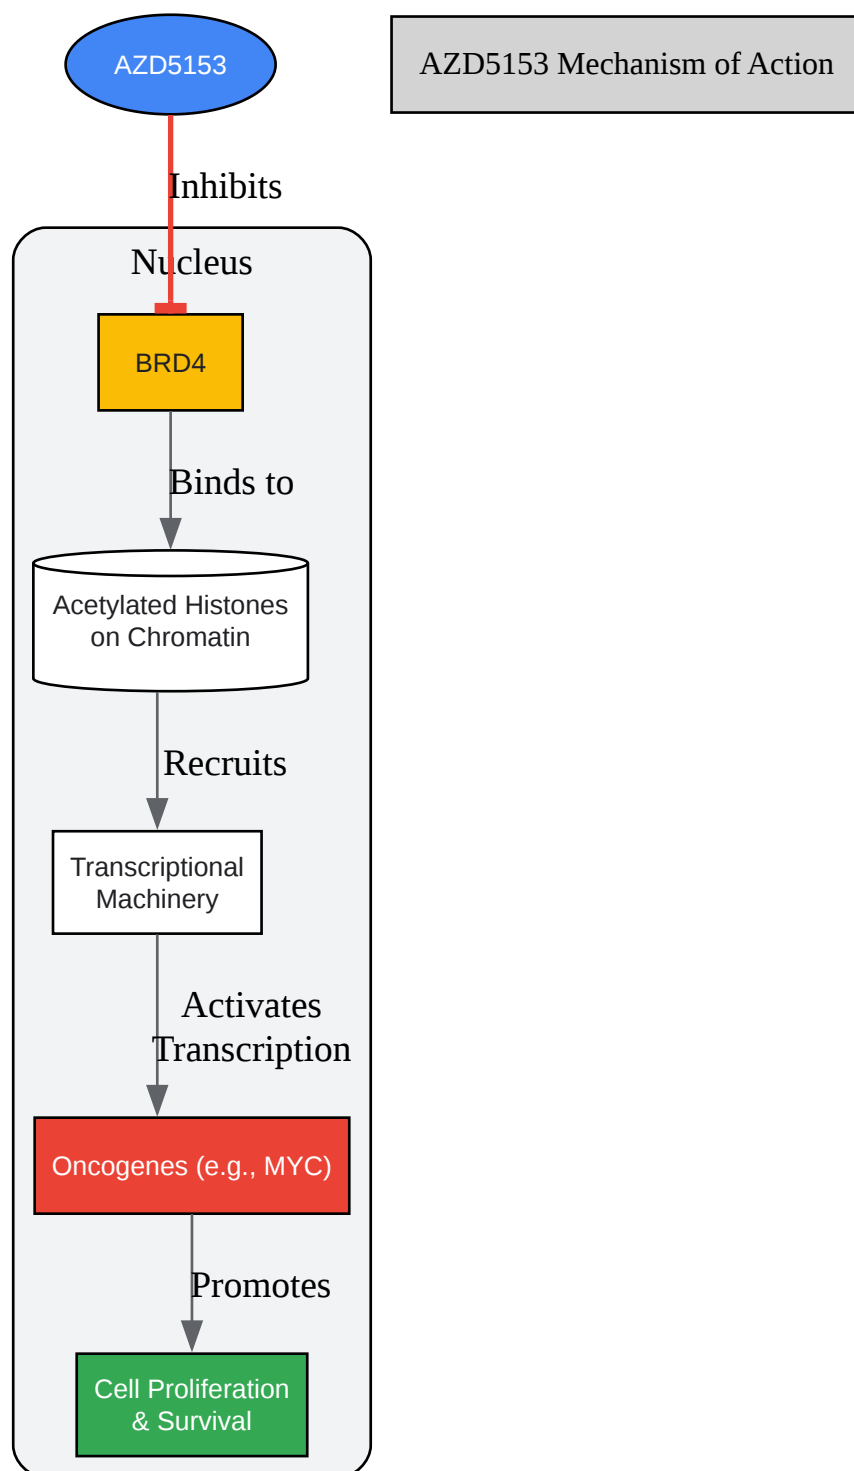 AZD5153
AZD5153 Mechanism of Action
Inhibits
Nucleus
BRD4
Binds to
Acetylated Histones
on Chromatin
Recruits
Transcriptional
Machinery
Activates
Transcription
Oncogenes (e.g., MYC)
Promotes
Cell Proliferation
& Survival